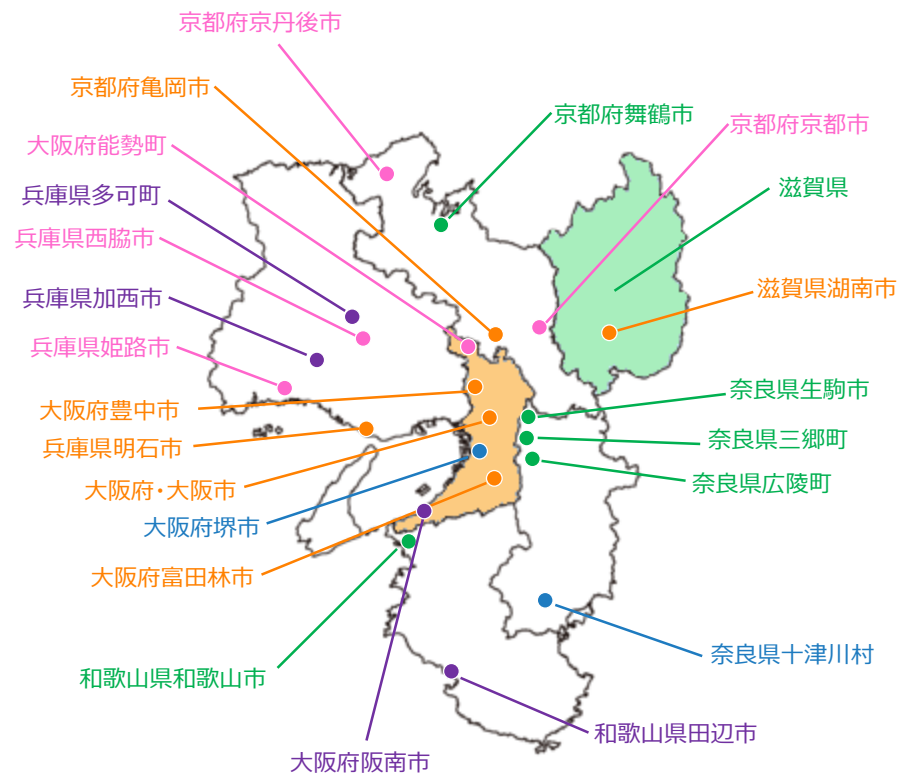 京都府京丹後市
京都府亀岡市
京都府舞鶴市
京都府京都市
大阪府能勢町
兵庫県多可町
滋賀県
兵庫県西脇市
滋賀県湖南市
兵庫県加西市
兵庫県姫路市
奈良県生駒市
大阪府豊中市
奈良県三郷町
兵庫県明石市
奈良県広陵町
大阪府・大阪市
大阪府堺市
大阪府富田林市
奈良県十津川村
和歌山県和歌山市
和歌山県田辺市
大阪府阪南市